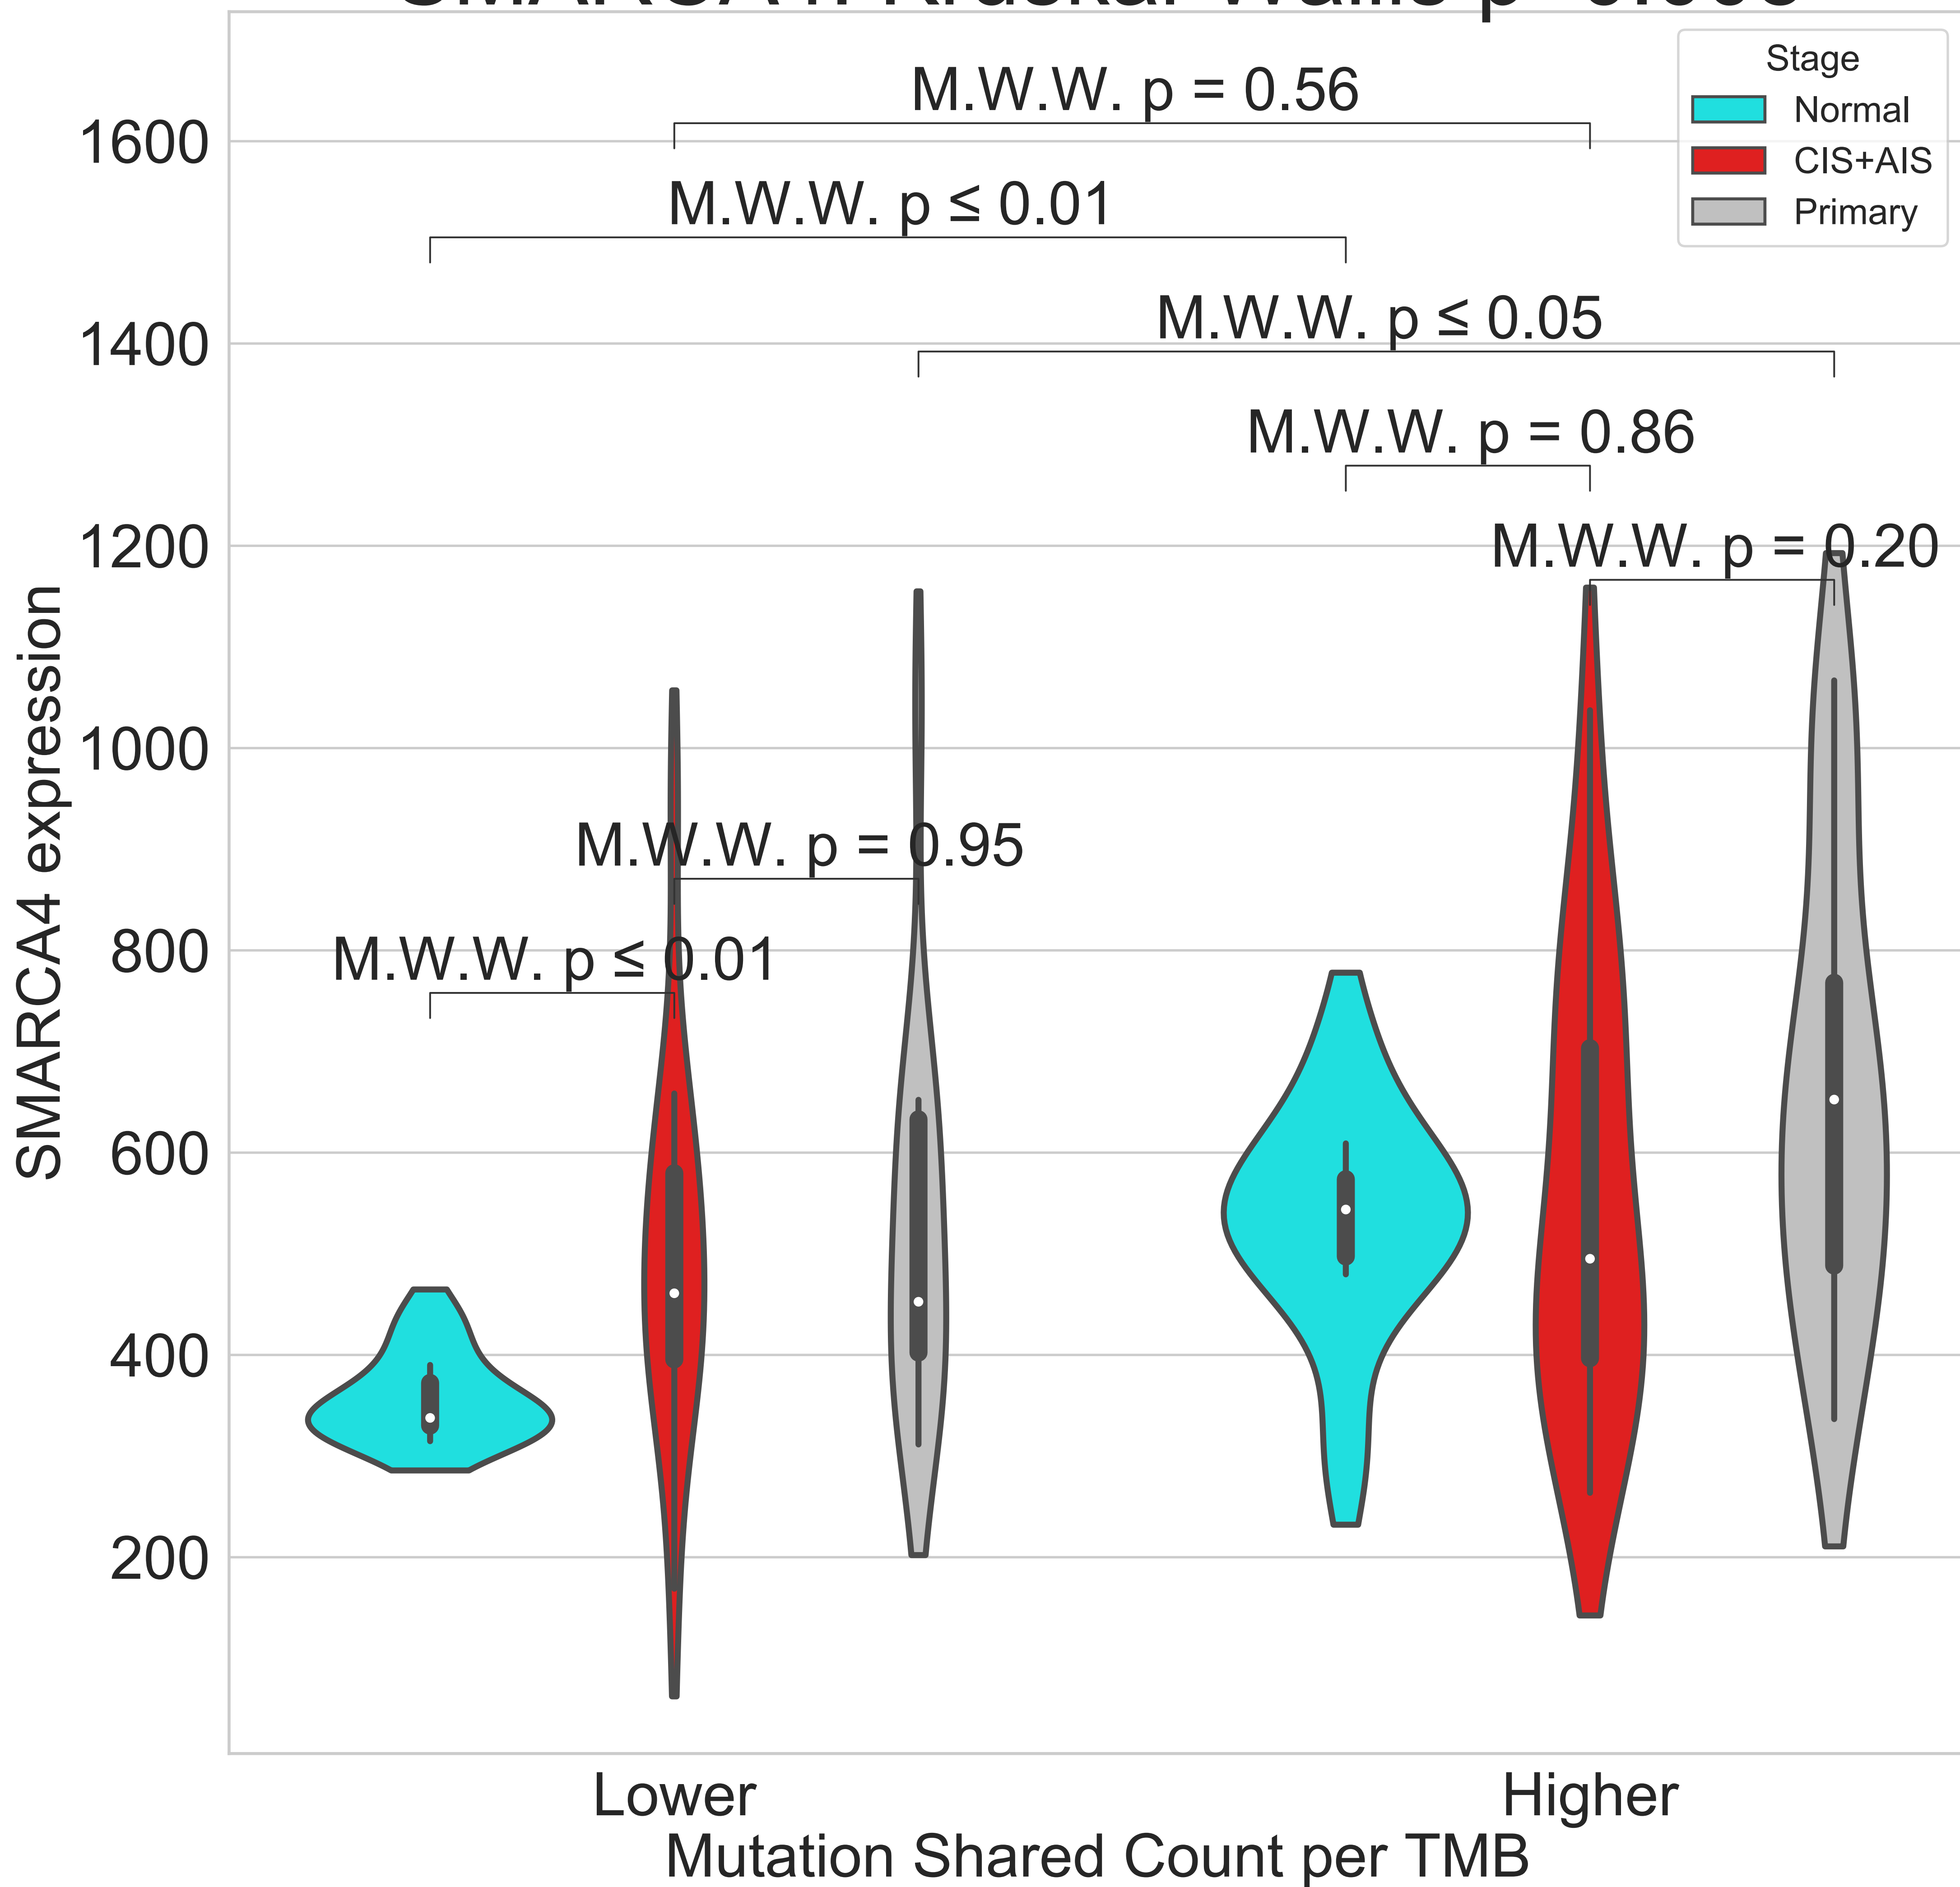 Stage
Normal
CIS+AIS
Primary
M.W.W. p = 0.56
M.W.W. p ≤ 0.01
M.W.W. p ≤ 0.05
M.W.W. p = 0.86
M.W.W. p = 0.20
M.W.W. p = 0.95
M.W.W. p ≤ 0.01
1600
1400
1200
1000
800
600
400
200
SMARCA4 expression
Lower
Higher
Mutation Shared Count per TMB